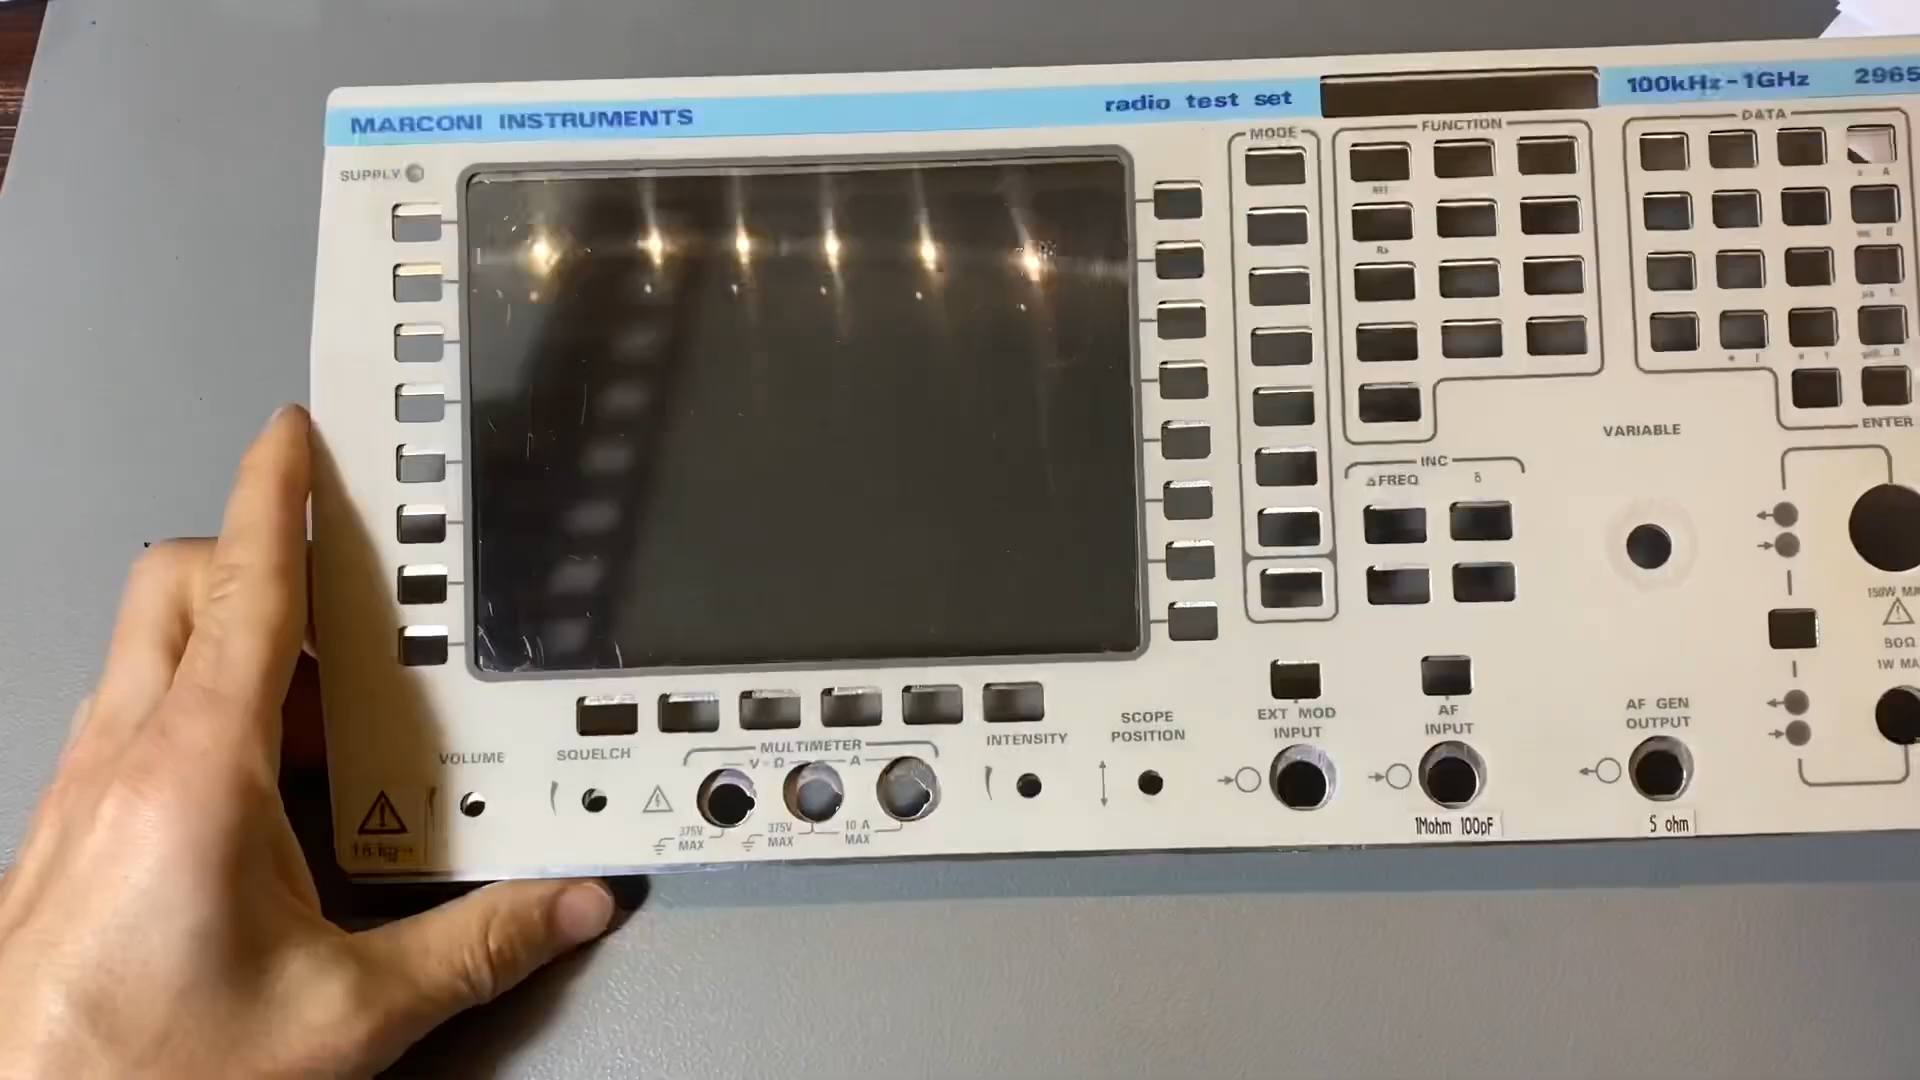 MARCONI INSTRUMENTS
radio test set
100kHz-1GHz 2965
SUPPLY
MODE
FUNCTION
DATA
ENTER
VARIABLE
INC
ΔFREQ δ
150W MA
50Ω
1W MA
EXT MOD
INPUT
AF
INPUT
AF GEN
OUTPUT
SCOPE
POSITION
INTENSITY
MULTIMETER
V-Ω A
SQUELCH
VOLUME
375V
MAX
375V
MAX
10 A
MAX
1Mohm 100pF
5 ohm